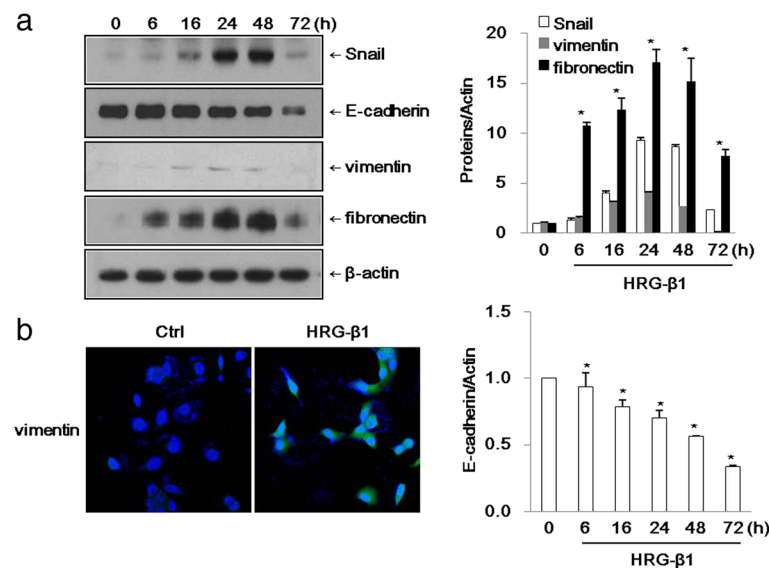 a
0 6 16 24 48 72 (h)
←Snail
←E-cadherin
←vimentin
←fibronectin
←β-actin
Snail
vimentin
fibronectin
Proteins/Actin
20
15
10
5
0
* * * * *
0 6 16 24 48 72 (h)
HRG-β1
b
Ctrl HRG-β1
vimentin
E-cadherin/Actin
1.5
1.0
0.5
0.0
* * * * *
0 6 16 24 48 72 (h)
HRG-β1